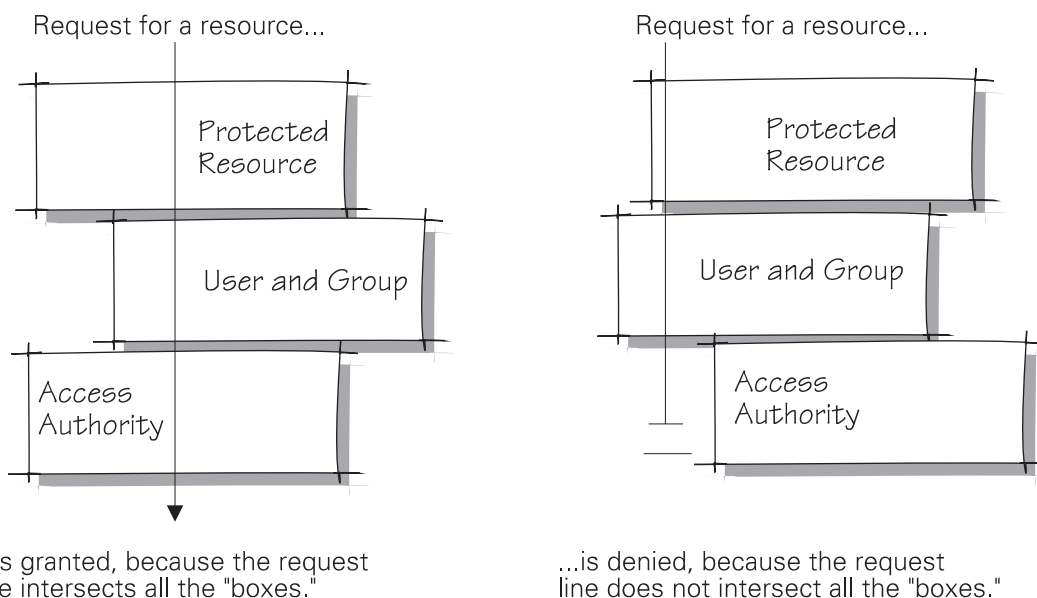 Request for a resource...
Protected
Resource
User and Group
Access
Authority
s granted, because the request
e intersects all the "boxes."
Request for a resource...
Protected
Resource
User and Group
Access
Authority
...is denied, because the request
line does not intersect all the "boxes."